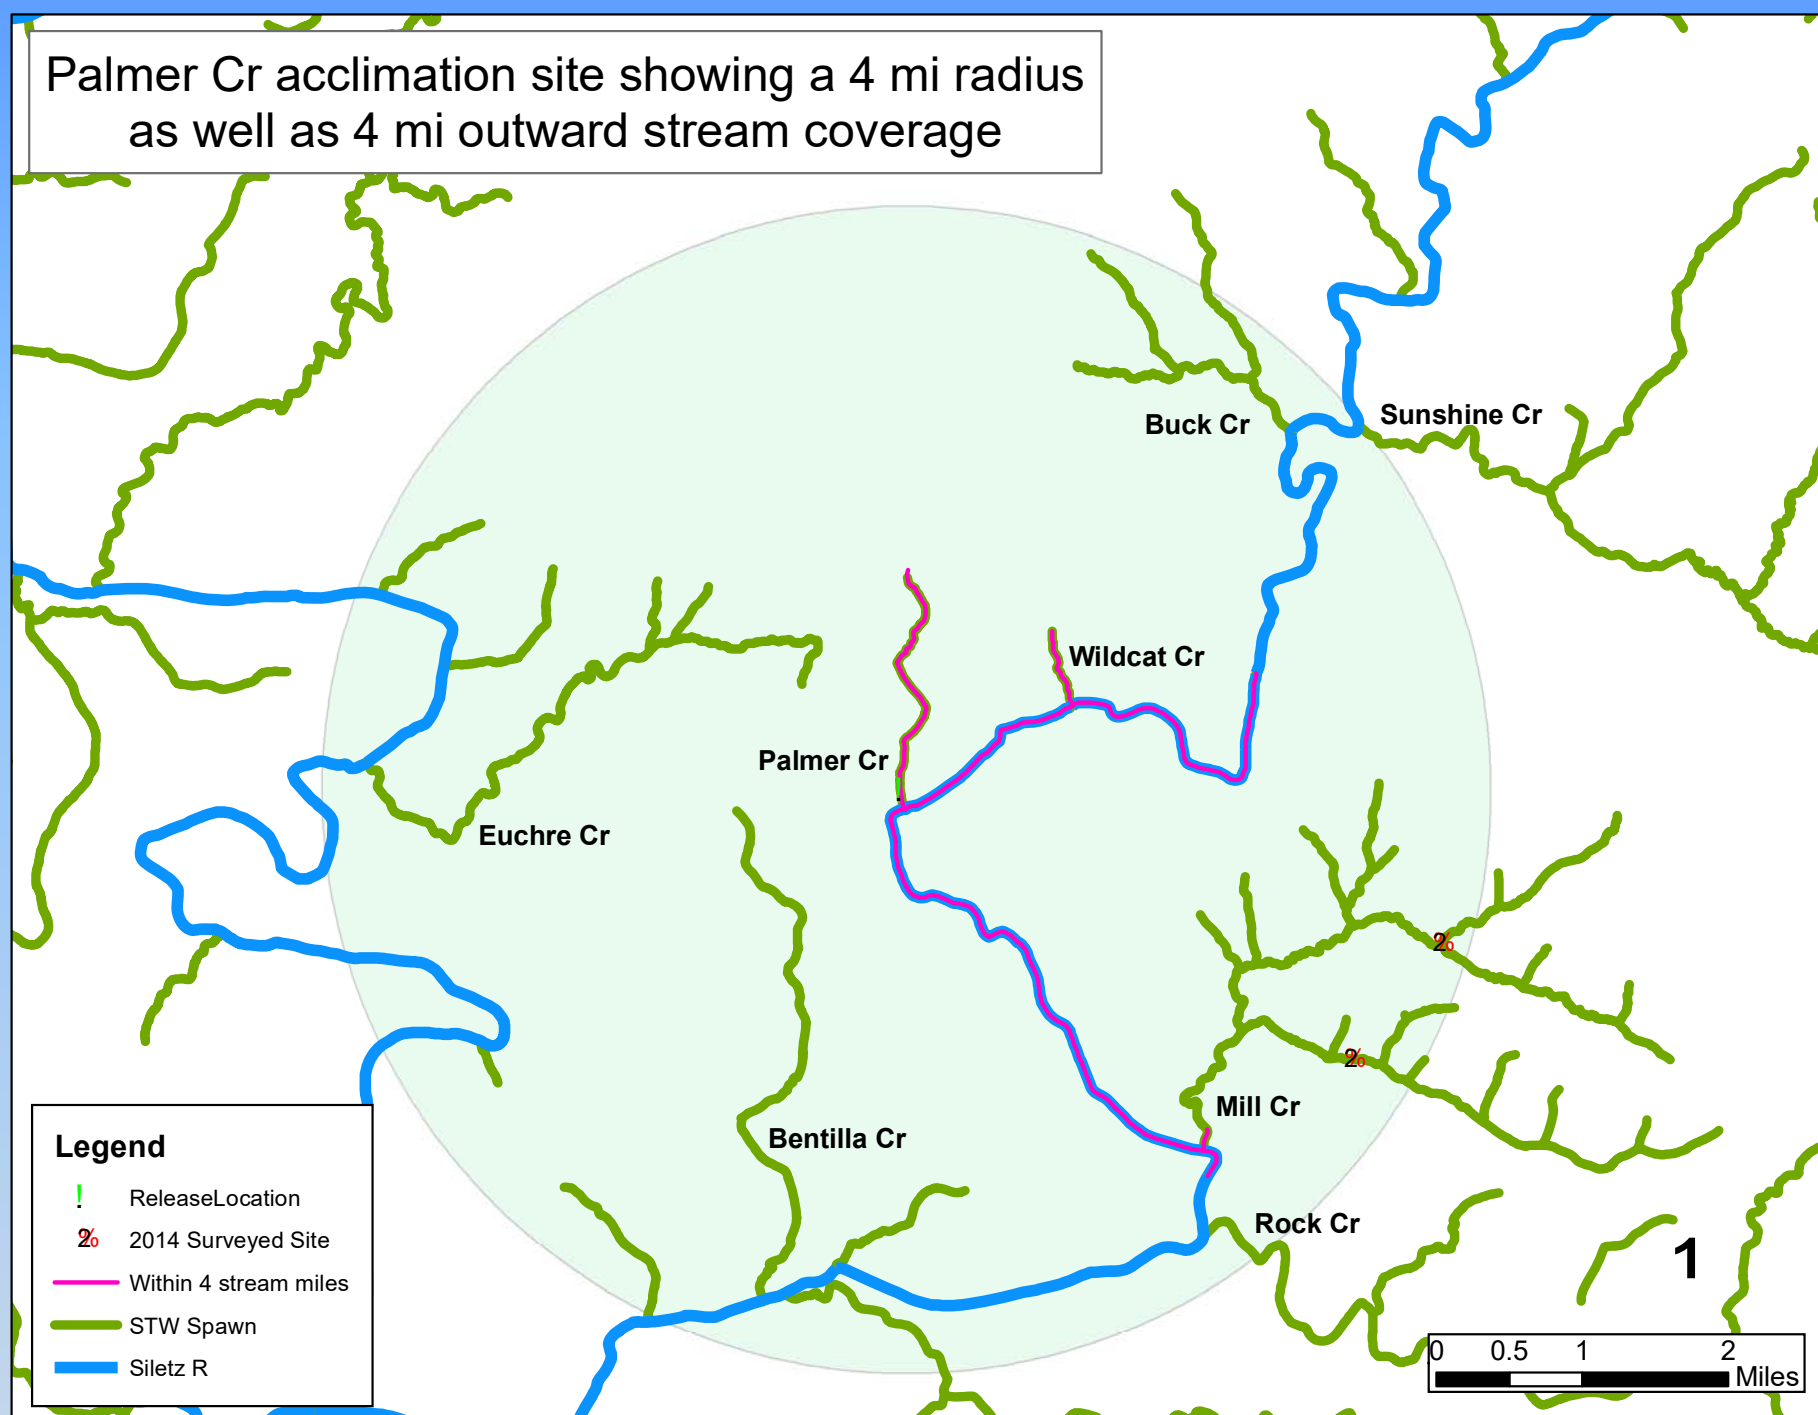 Palmer Cr acclimation site showing a 4 mi radius
as well as 4 mi outward stream coverage
Buck Cr
Sunshine Cr
Wildcat Cr
Palmer Cr
Euchre Cr
Mill Cr
Bentilla Cr
Rock Cr
1
Legend
! ReleaseLocation
2014 Surveyed Site
Within 4 stream miles
STW Spawn
Siletz R
0 0.5 1 2
Miles